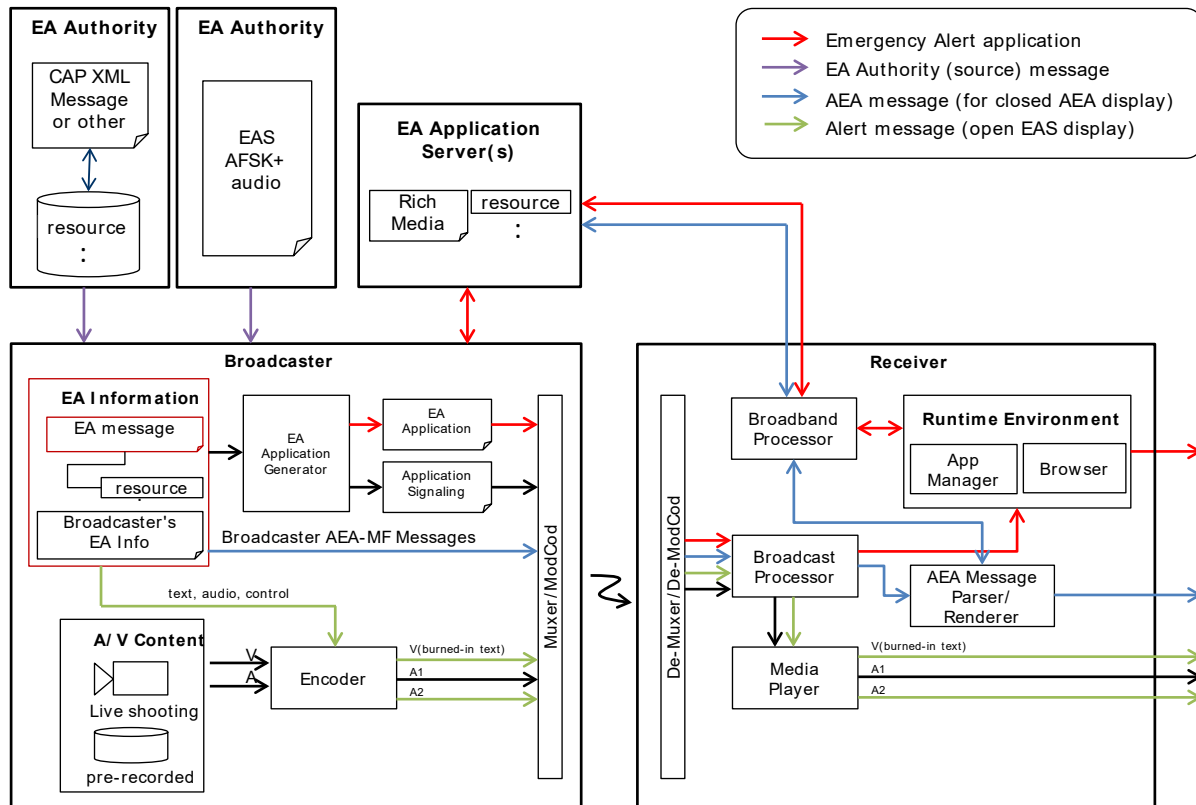 EA Authority
CAP XML
Message
or other
resource
:
EA Authority
EAS
AFSK+
audio
EA Application
Server(s)
Rich
Media
resource
:
Emergency Alert application
EA Authority (source) message
AEA message (for closed AEA display)
Alert message (open EAS display)
Broadcaster
EA Information
EA message
resource
:
Broadcaster's
EA Info
EA
Application
Generator
EA
Application
Application
Signaling
Broadcaster AEA-MF Messages
text, audio, control
A/V Content
Live shooting
pre-recorded
V
A
Encoder
V(burned-in text)
A1
A2
Muxer/ModCod
Receiver
De-Muxer/De-ModCod
Broadband
Processor
Runtime Environment
App
Manager
Browser
Broadcast
Processor
AEA Message
Parser/
Renderer
Media
Player
V(burned-in text)
A1
A2